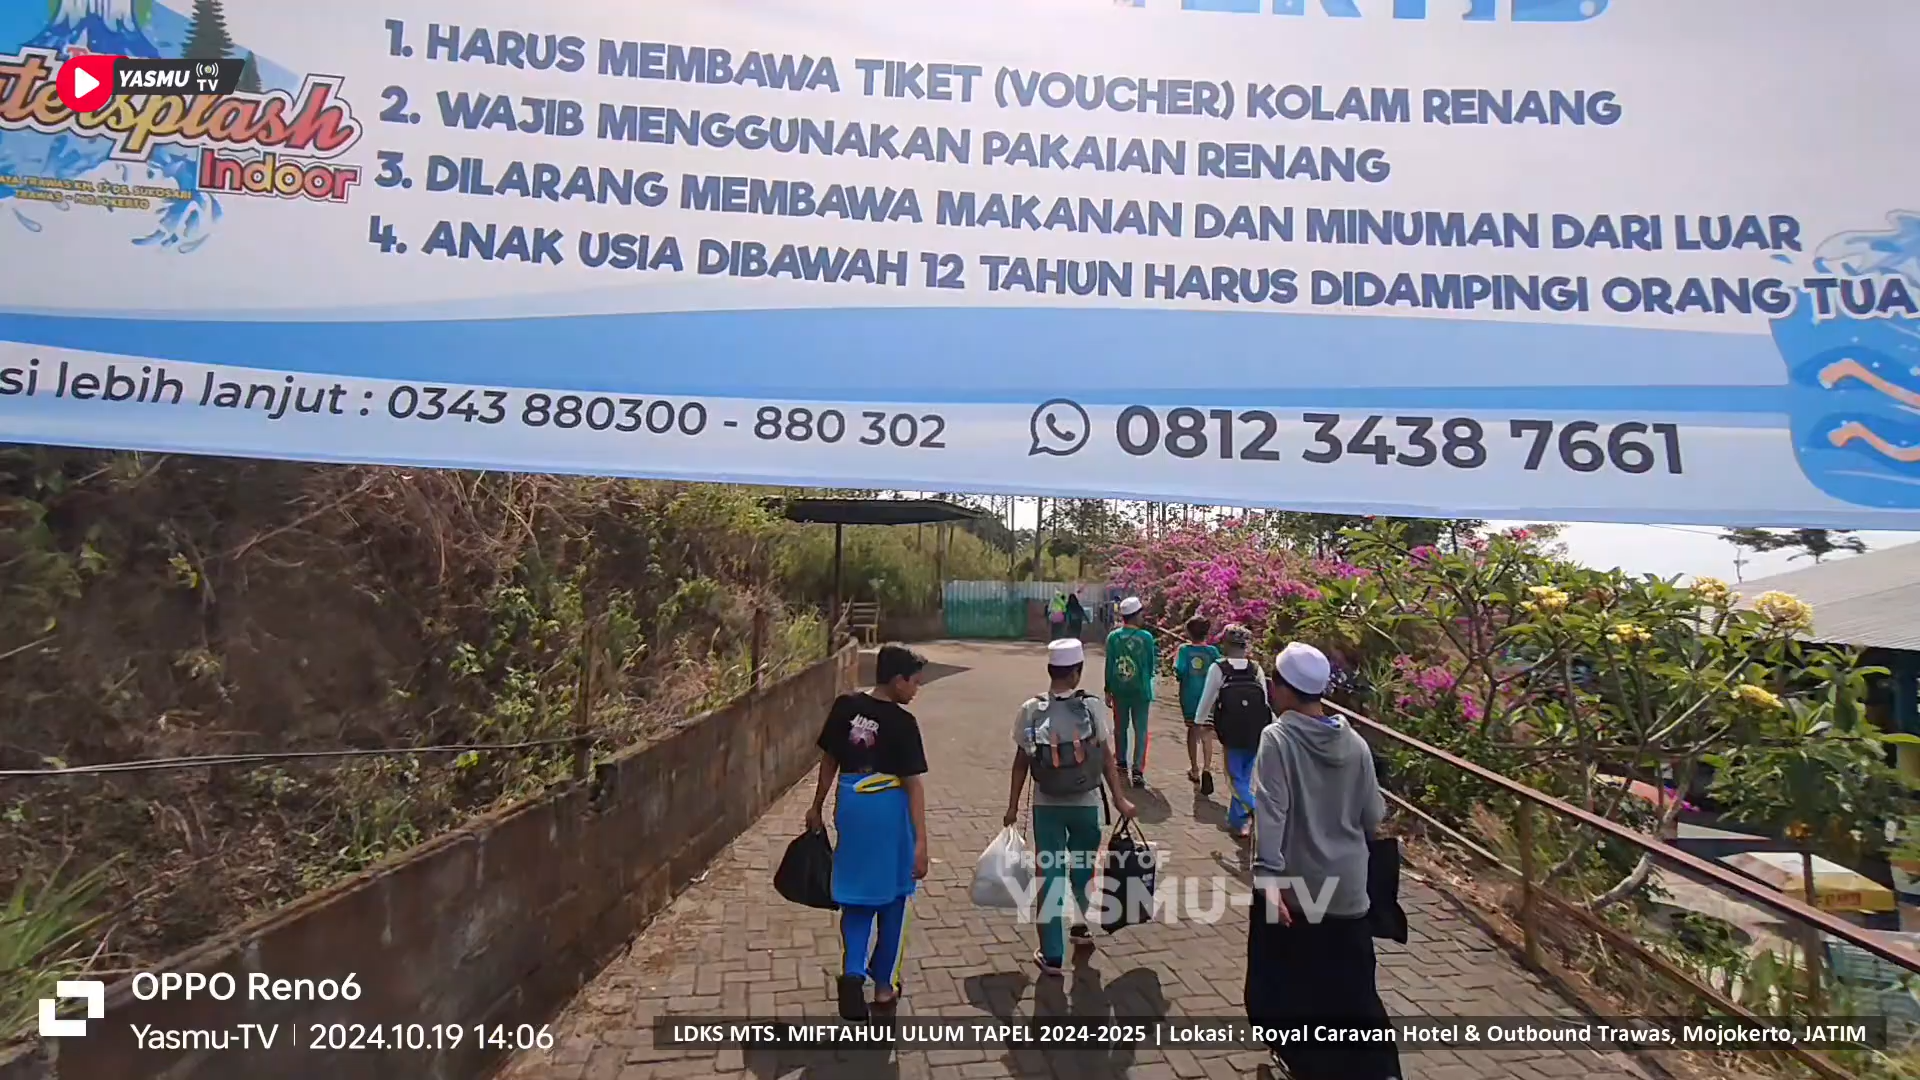 YASMU TV
tersplash
Indoor
TRAWAS - MOJOKERTO
1. HARUS MEMBAWA TIKET (VOUCHER) KOLAM RENANG
2. WAJIB MENGGUNAKAN PAKAIAN RENANG
3. DILARANG MEMBAWA MAKANAN DAN MINUMAN DARI LUAR
4. ANAK USIA DIBAWAH 12 TAHUN HARUS DIDAMPINGI ORANG TUA
si lebih lanjut : 0343 880300 - 880 302
0812 3438 7661
PROPERTY OF
YASMU-TV
OPPO Reno6
Yasmu-TV | 2024.10.19 14:06
LDKS MTS. MIFTAHUL ULUM TAPEL 2024-2025 | Lokasi : Royal Caravan Hotel & Outbound Trawas, Mojokerto, JATIM